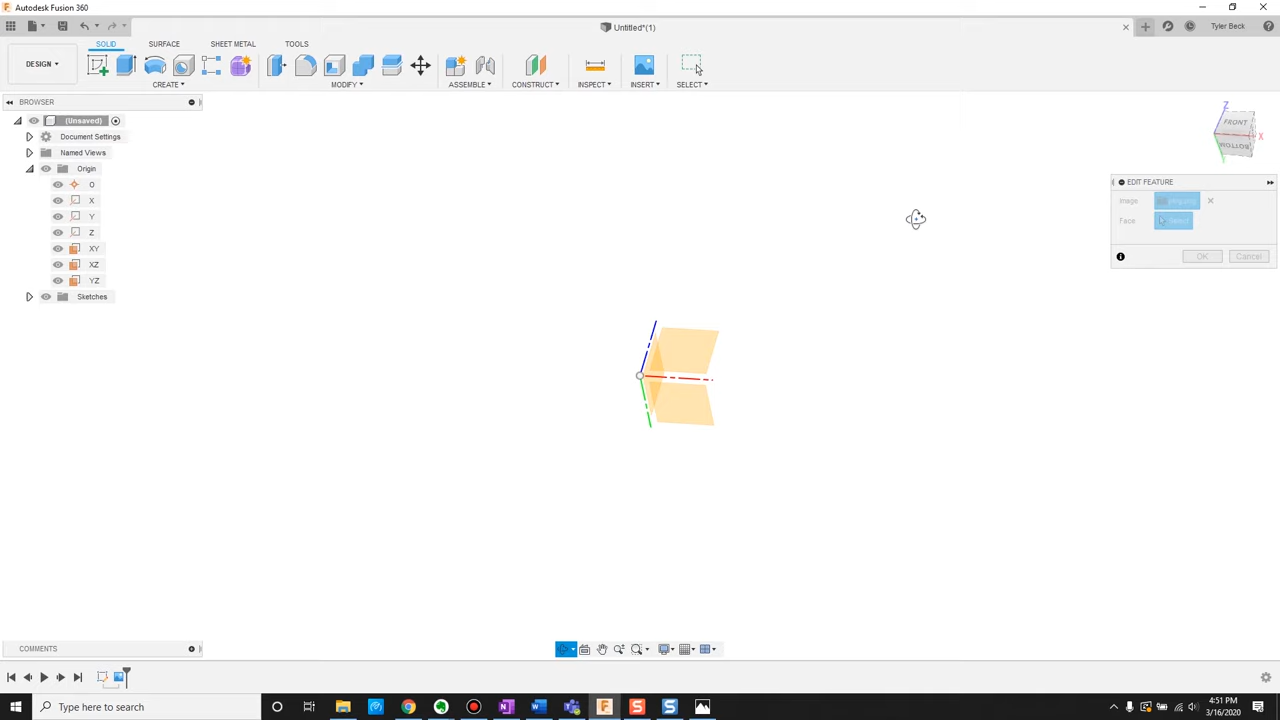 Autodesk Fusion 360
Untitled*(1)
Tyler Beck
DESIGN
SOLID
SURFACE
SHEET METAL
TOOLS
CREATE
MODIFY
ASSEMBLE
CONSTRUCT
INSPECT
INSERT
SELECT
BROWSER
(Unsaved)
Document Settings
Named Views
Origin
O
X
Y
Z
XY
XZ
YZ
Sketches
Z
FRONT
X
BOTTOM
Y
EDIT FEATURE
Image
Face
Select
OK
Cancel
COMMENTS
Type here to search
4:51 PM
3/16/2020